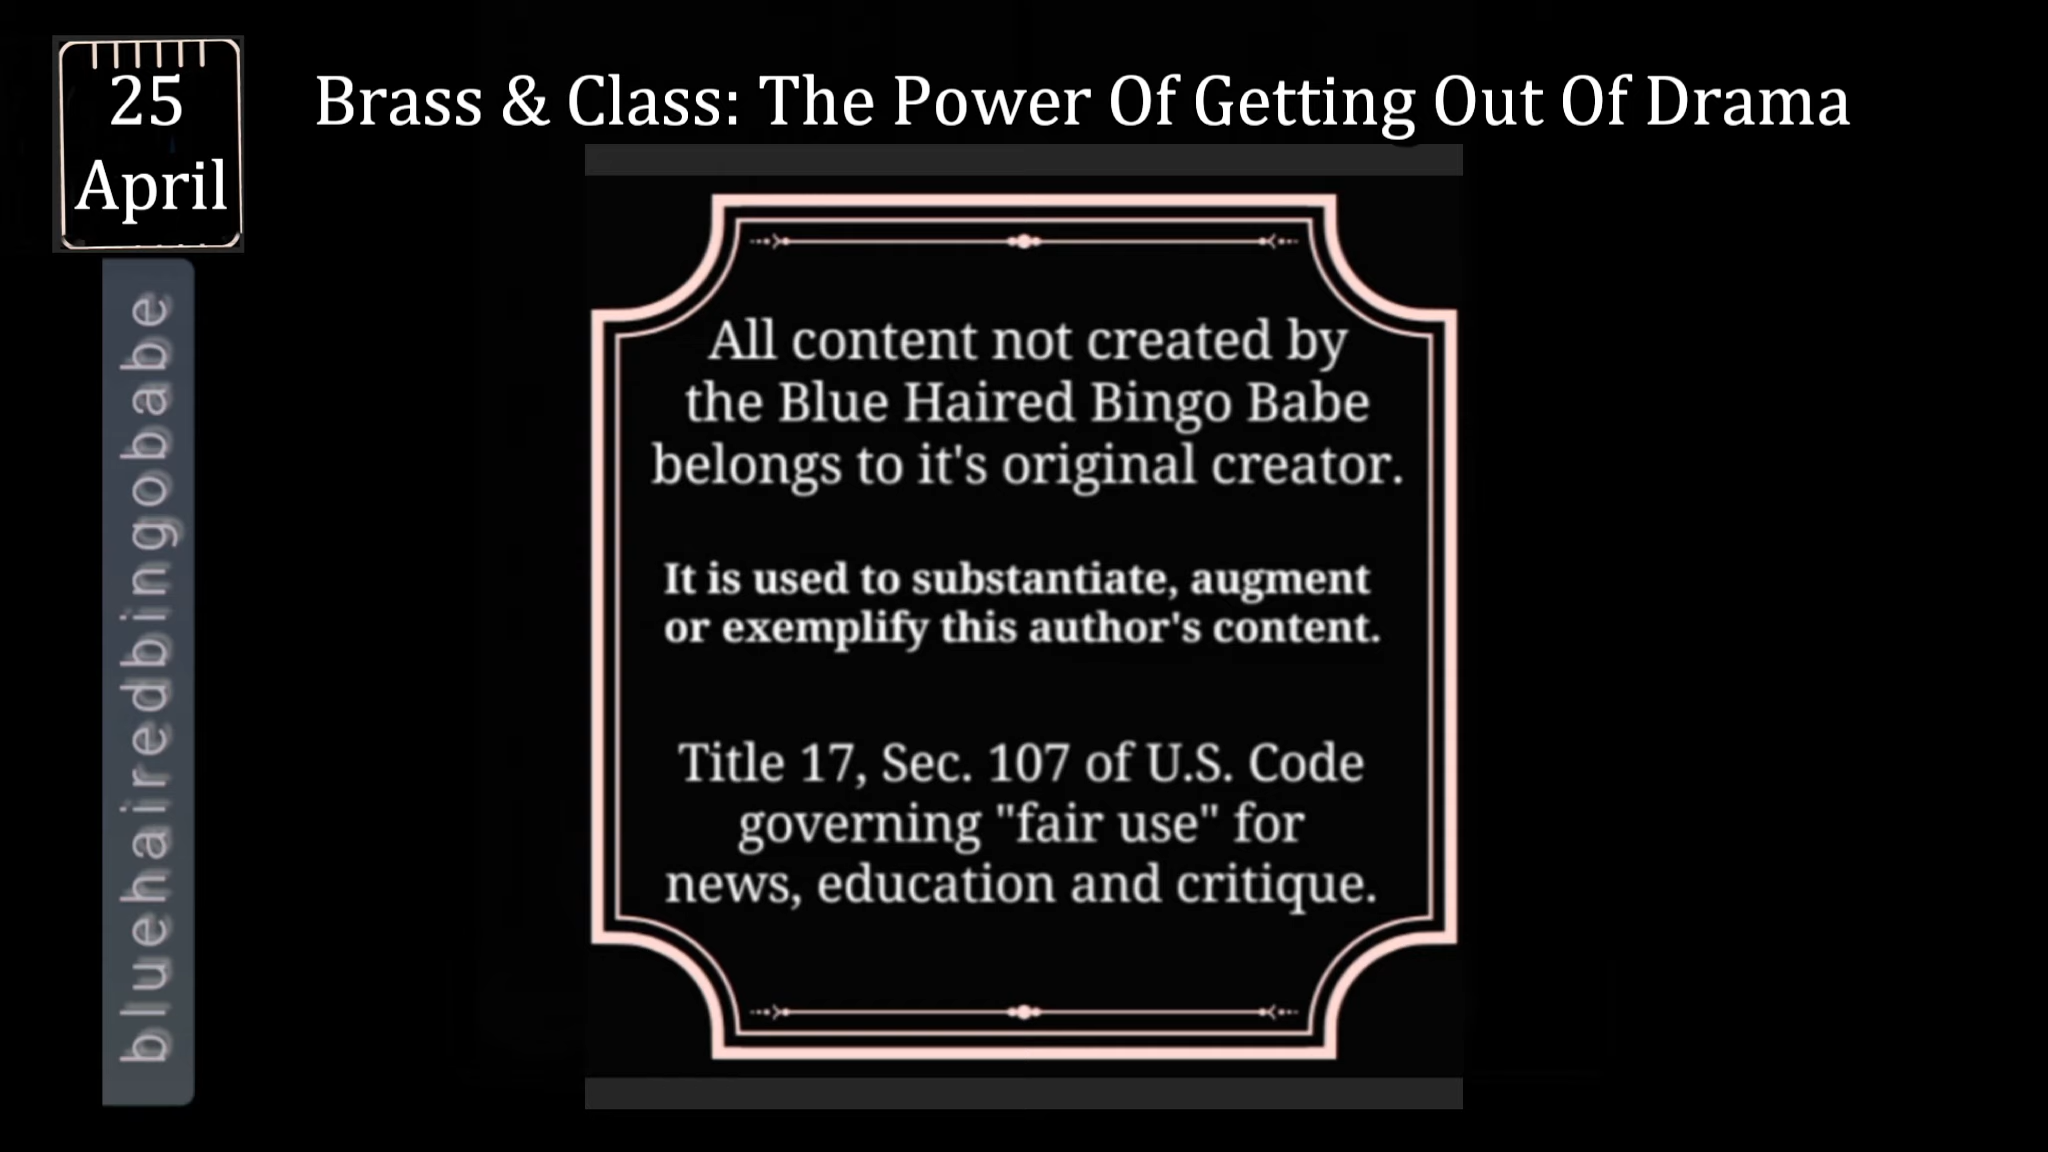 25
April
Brass & Class: The Power Of Getting Out Of Drama
bluehairedbingobabe
All content not created by
the Blue Haired Bingo Babe
belongs to it's original creator.
It is used to substantiate, augment
or exemplify this author's content.
Title 17, Sec. 107 of U.S. Code
governing "fair use" for
news, education and critique.